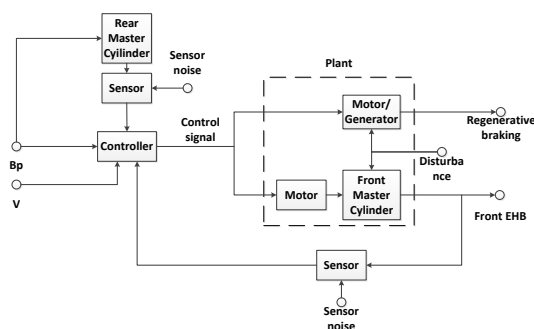 Rear
Master
Cyilinder
Sensor
noise
Sensor
Plant
Motor/
Generator
Regenerative
braking
Control
signal
Controller
Bp
V
Disturba
nce
Motor
Front
Master
Cylinder
Front EHB
Sensor
Sensor
noise